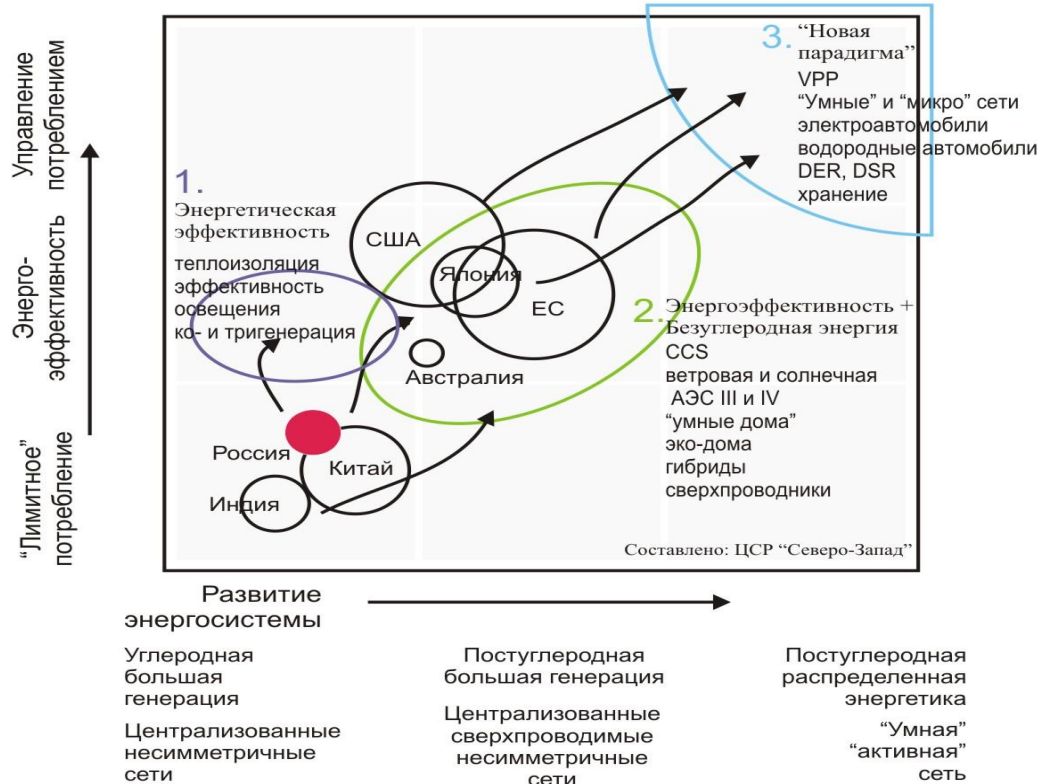 Управление
потреблением
Энерго-
эффективность
“Лимитное”
потребление
1.
Энергетическая
эффективность
теплоизоляция
эффективность
освещения
ко- и тригенерация
США
Япония
ЕС
Австралия
Россия
Китай
Индия
3. “Новая
парадигма”
VPP
“Умные” и “микро” сети
электроавтомобили
водородные автомобили
DER, DSR
хранение
2. Энергоэффективность +
Безуглеродная энергия
CCS
ветровая и солнечная
АЭС III и IV
“умные дома”
эко-дома
гибриды
сверхпроводники
Составлено: ЦСР “Северо-Запад”
Развитие
энергосистемы
Углеродная
большая
генерация
Централизованные
несимметричные
сети
Постуглеродная
большая генерация
Централизованные
сверхпроводимые
несимметричные
сети
Постуглеродная
распределенная
энергетика
“Умная”
“активная”
сеть